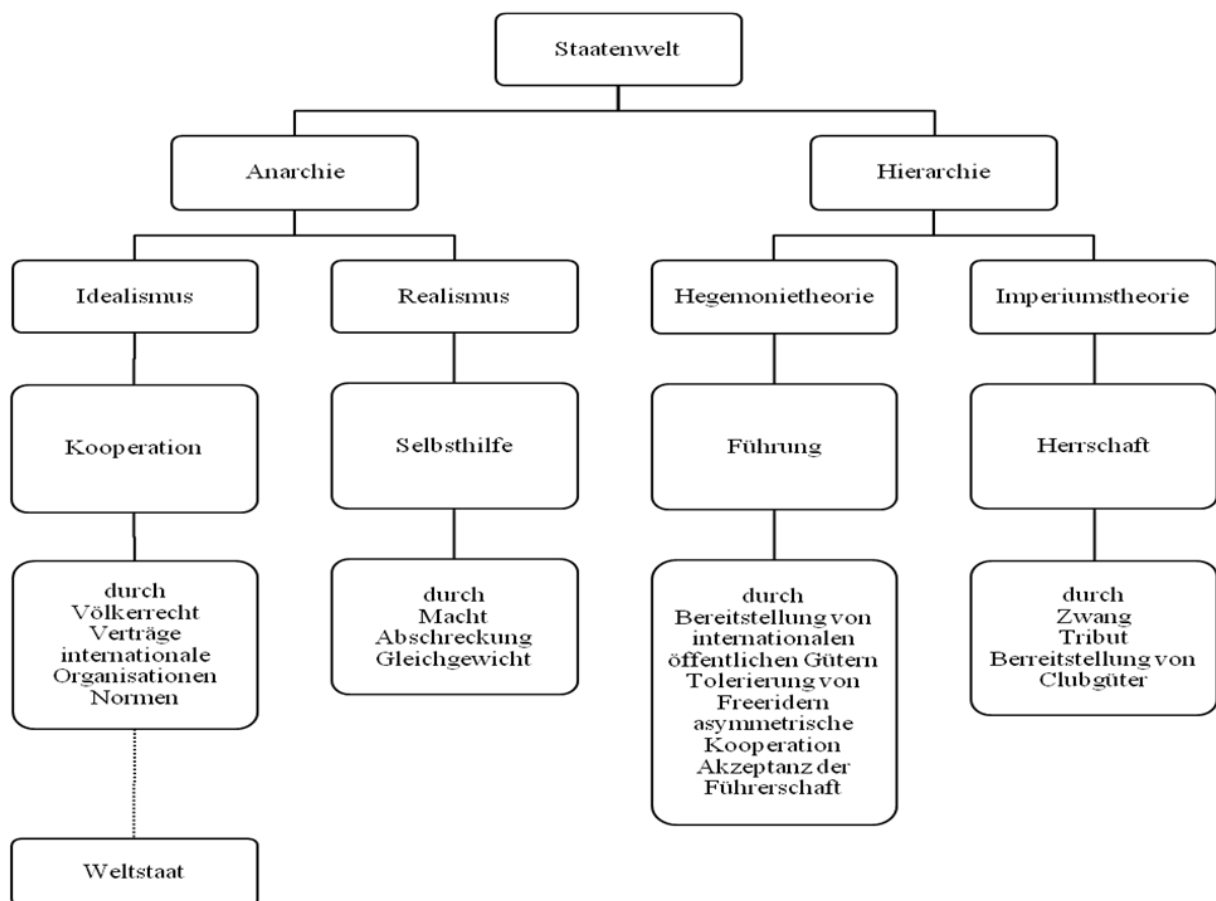 Staatenwelt
Anarchie
Hierarchie
Idealismus
Realismus
Hegemonietheorie
Imperiumstheorie
Kooperation
Selbsthilfe
Führung
Herrschaft
durch
Völkerrecht
Verträge
internationale
Organisationen
Normen
durch
Macht
Abschreckung
Gleichgewicht
durch
Bereitstellung von
internationalen
öffentlichen Gütern
Tolerierung von
Freeridern
asymmetrische
Kooperation
Akzeptanz der
Führerschaft
durch
Zwang
Tribut
Berreitstellung von
Clubgüter
Weltstaat